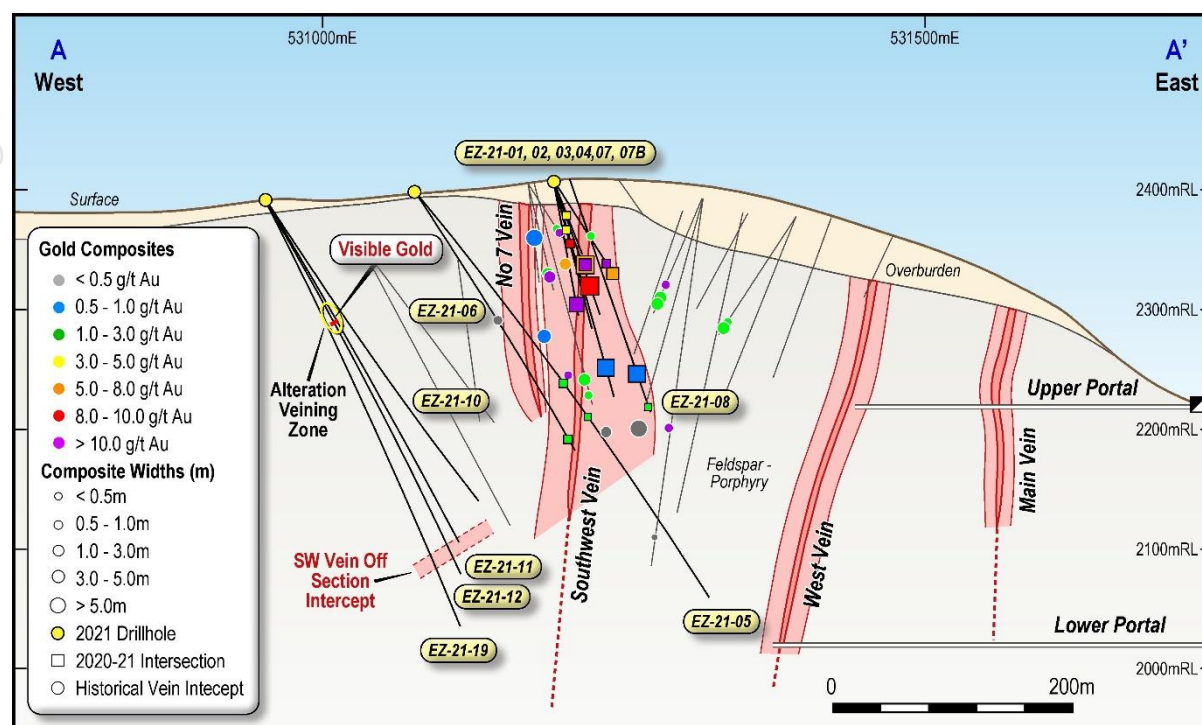 A
West
531000mE
531500mE
A'
East
EZ-21-01, 02, 03,04,07, 07B
Surface
2400mRL
Gold Composites
< 0.5 g/t Au
0.5 - 1.0 g/t Au
1.0 - 3.0 g/t Au
3.0 - 5.0 g/t Au
5.0 - 8.0 g/t Au
8.0 - 10.0 g/t Au
> 10.0 g/t Au
Composite Widths (m)
< 0.5m
0.5 - 1.0m
1.0 - 3.0m
3.0 - 5.0m
> 5.0m
2021 Drillhole
2020-21 Intersection
Historical Vein Intecept
Visible Gold
No 7 Vein
Overburden
EZ-21-06
2300mRL
Alteration
Veining
Zone
EZ-21-10
EZ-21-08
Upper Portal
2200mRL
Feldspar -
Porphyry
Southwest Vein
West Vein
Main Vein
SW Vein Off
Section
Intercept
2100mRL
EZ-21-11
EZ-21-12
EZ-21-19
EZ-21-05
Lower Portal
2000mRL
0
200m